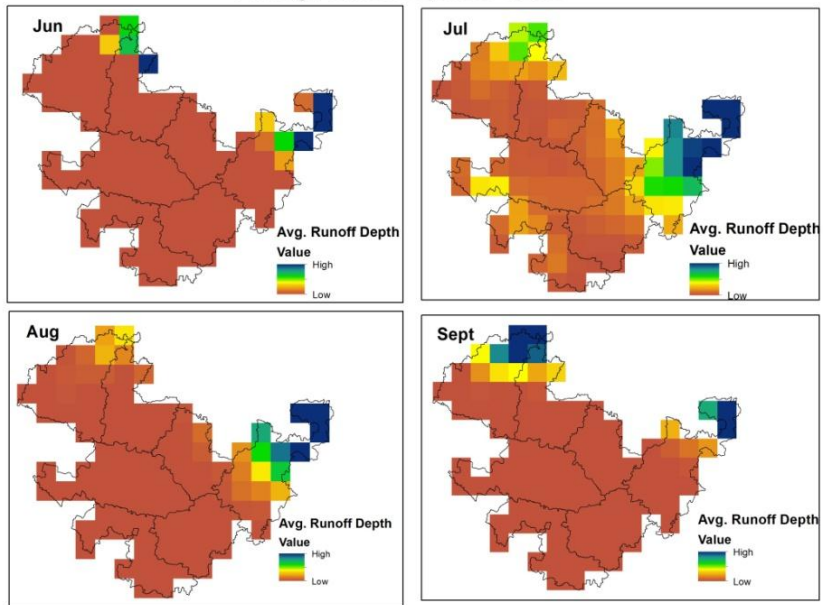 Jun
Avg. Runoff Depth
Value
High
Low
Jul
Avg. Runoff Depth
Value
High
Low
Aug
Avg. Runoff Depth
Value
High
Low
Sept
Avg. Runoff Depth
Value
High
Low